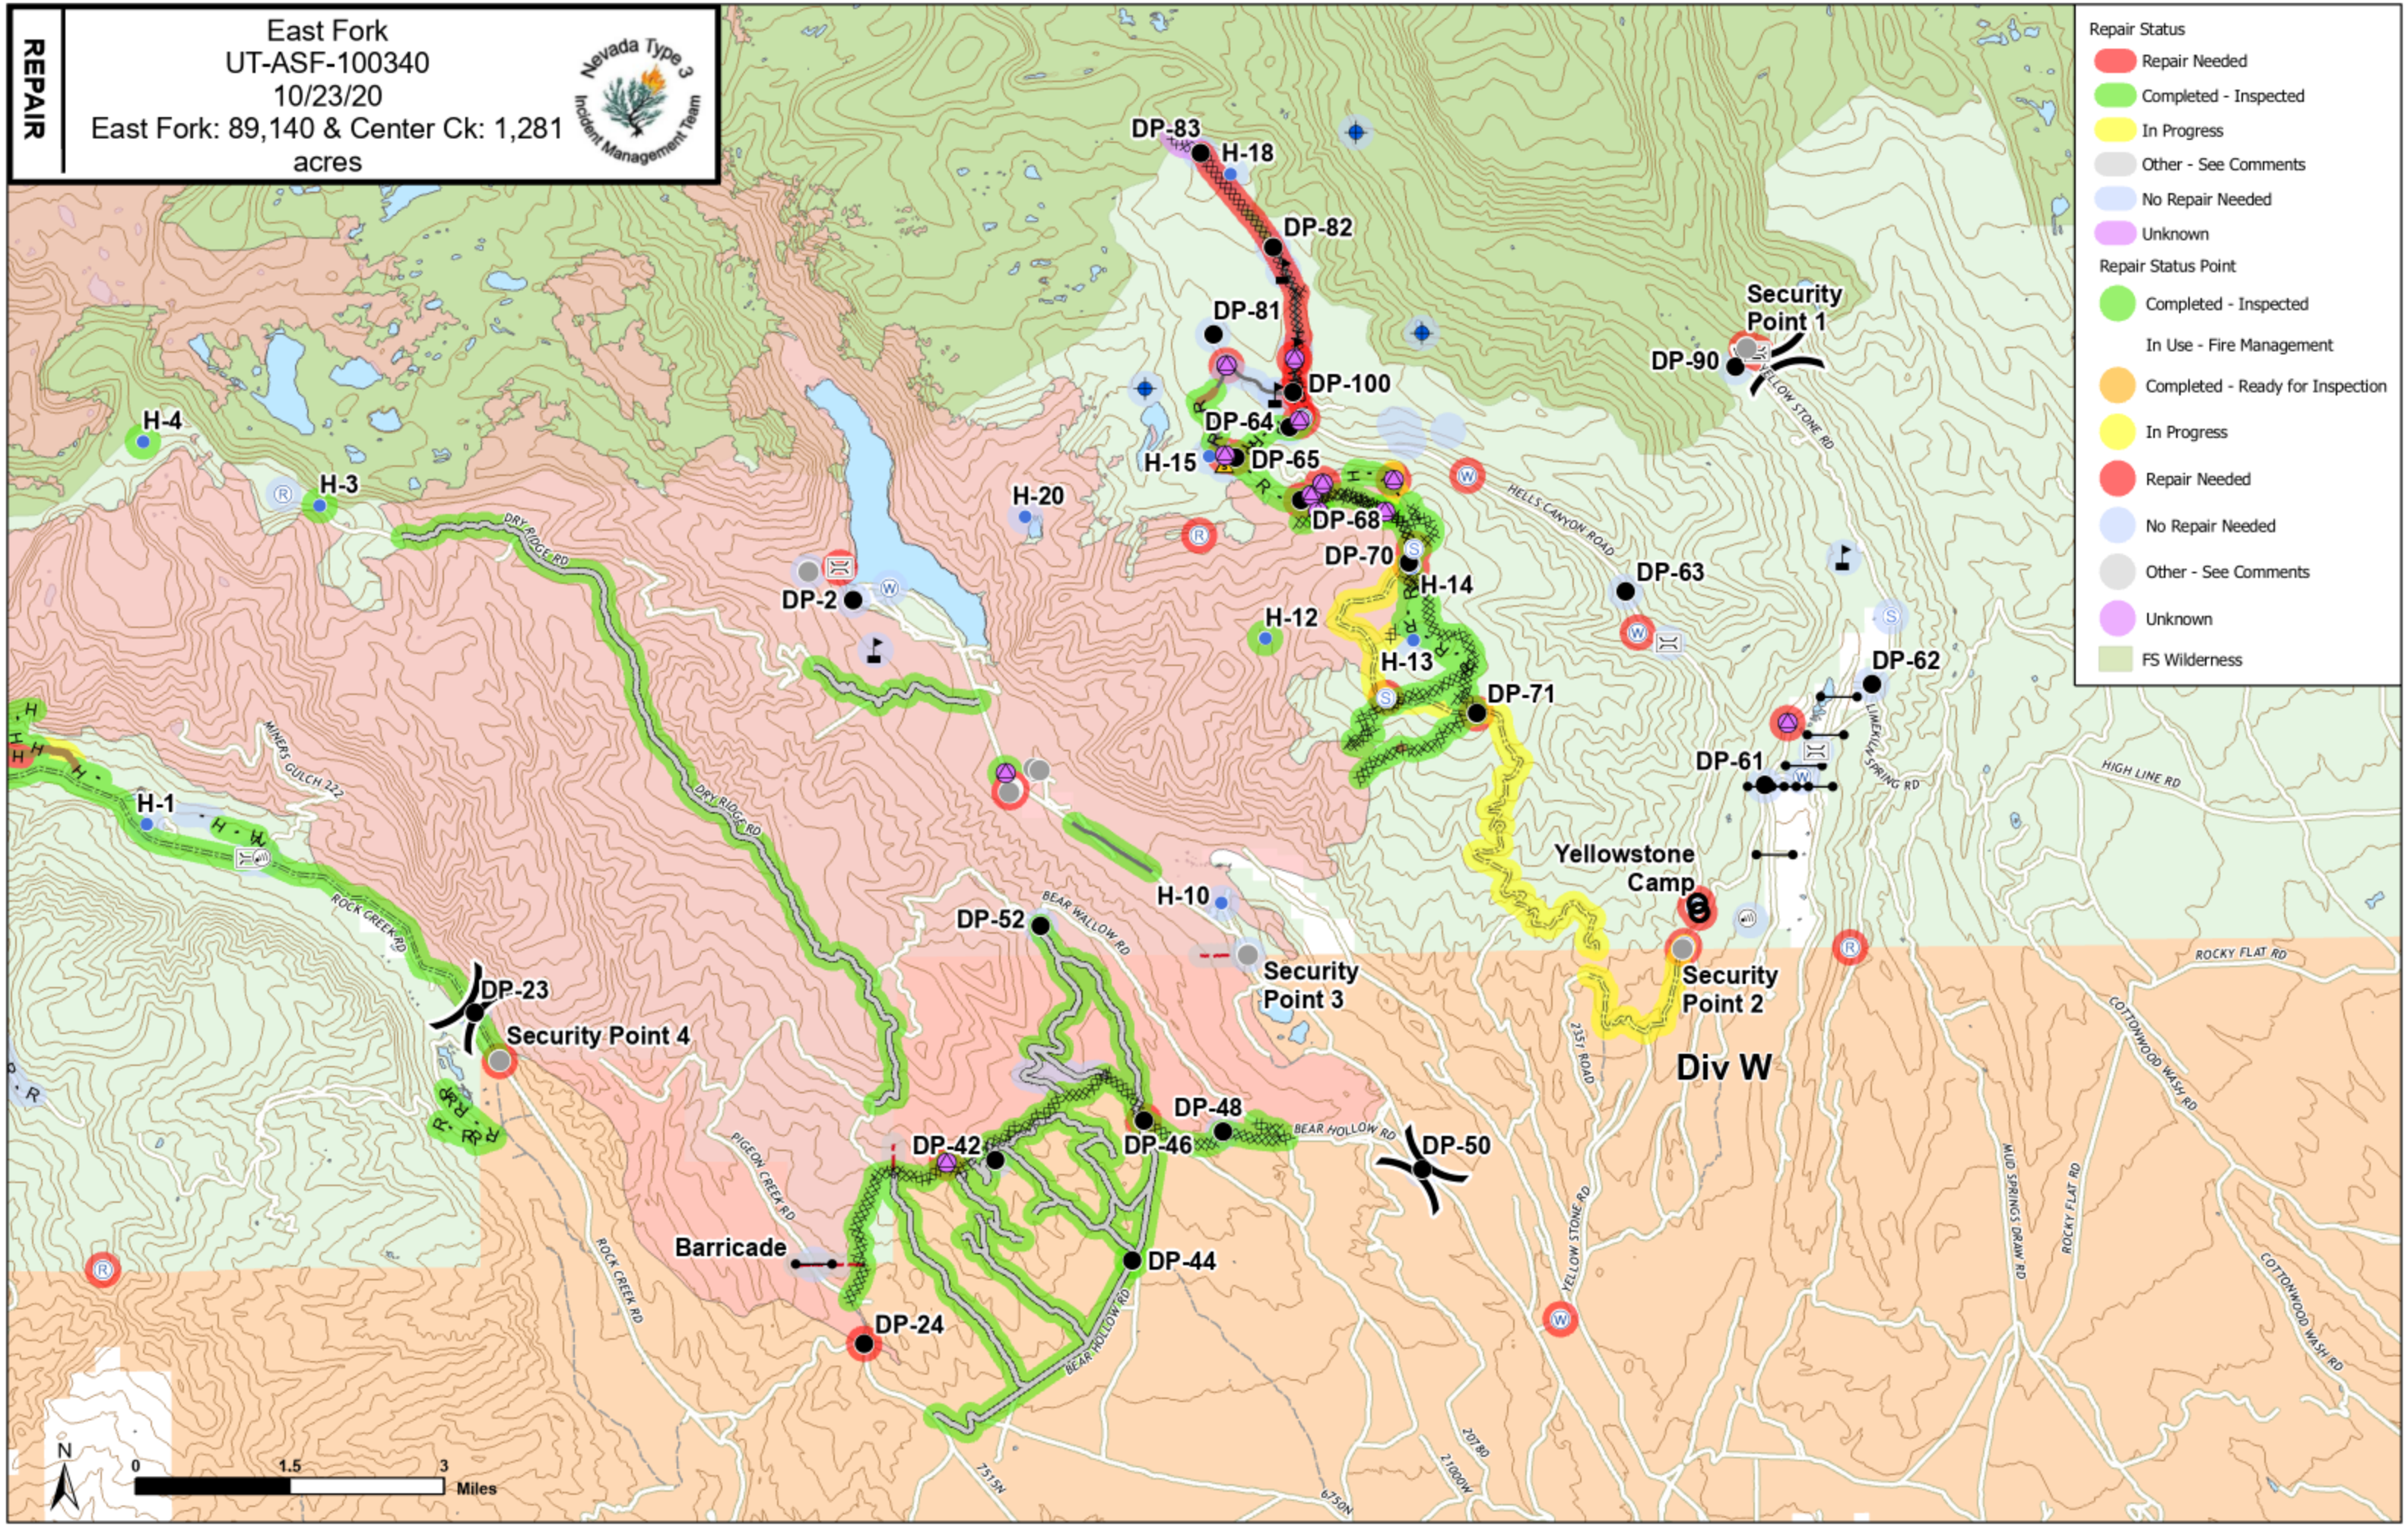 REPAIR
East Fork
UT-ASF-100340
10/23/20
East Fork: 89,140 & Center Ck: 1,281
acres
Nevada Type 3
Incident Management Team
Repair Status
Repair Needed
Completed - Inspected
In Progress
Other - See Comments
No Repair Needed
Unknown
Repair Status Point
Completed - Inspected
In Use - Fire Management
Completed - Ready for Inspection
In Progress
Repair Needed
No Repair Needed
Other - See Comments
Unknown
FS Wilderness
DP-83
H-18
DP-82
DP-81
Security
Point 1
DP-90
YELLOW STONE RD
DP-100
DP-64
H-4
H-15
DP-65
H-3
R
H-20
DP-68
W
HELLS CANYON ROAD
DRY RIDGE RD
R
DP-70
S
H-14
DP-63
DP-2
W
H-12
H-13
W
S
DP-62
S
DP-71
LIMEKILN SPRING RD
DP-61
W
HIGH LINE RD
MINERS GULCH 222
H-1
DRY RIDGE RD
Yellowstone
Camp
ROCK CREEK RD
BEAR WALLOW RD
H-10
DP-52
R
ROCKY FLAT RD
Security
Point 3
Security
Point 2
DP-23
Security Point 4
COTTONWOOD WASH RD
Div W
DP-48
BEAR HOLLOW RD
DP-46
DP-42
DP-50
PIGEON CREEK RD
MUD SPRINGS DRAW RD
ROCKY FLAT RD
YELLOW STONE RD
Barricade
DP-44
R
ROCK CREEK RD
COTTONWOOD WASH RD
DP-24
BEAR HOLLOW RD
W
N
0 1.5 3
Miles
7515N
6750N
21000W
2078D